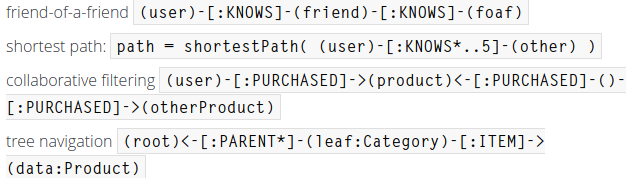 friend-of-a-friend (user)-[:KNOWS]-(friend)-[:KNOWS]-(foaf)
shortest path: path = shortestPath( (user)-[:KNOWS*..5]-(other) )
collaborative filtering (user)-[:PURCHASED]->(product)<-[:PURCHASED]-()-
[:PURCHASED]->(otherProduct)
tree navigation (root)<-[:PARENT*]-(leaf:Category)-[:ITEM]->
(data:Product)